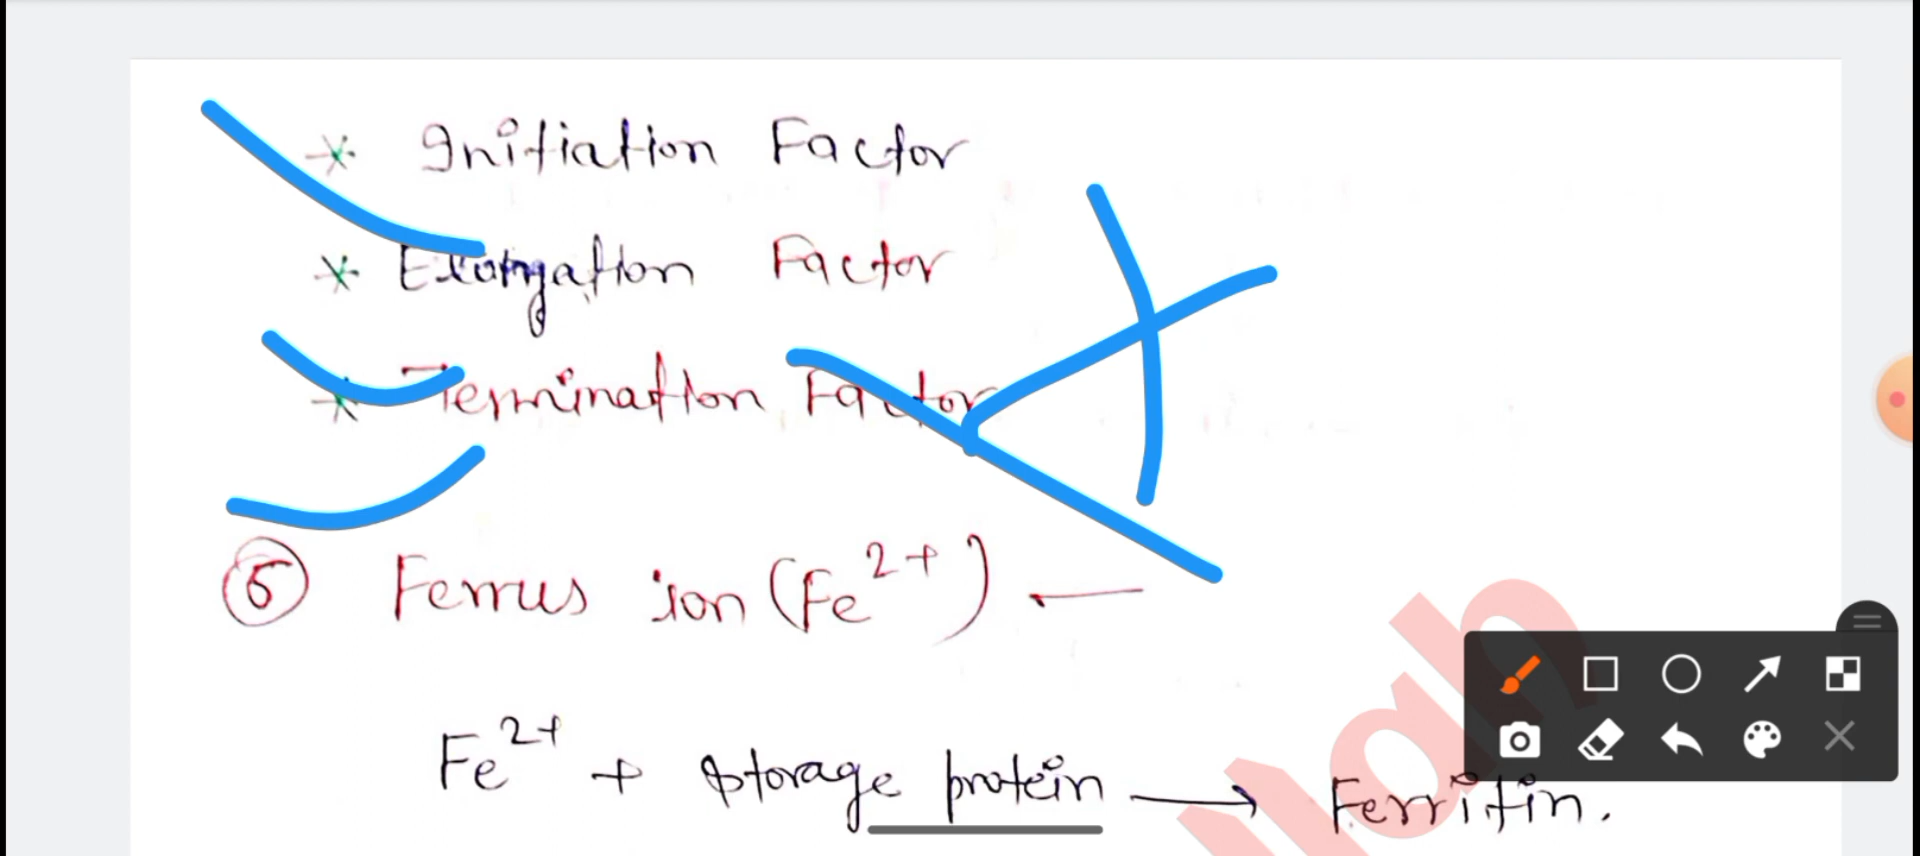 * Initiation Factor
* Elongation Factor
* Termination Factor
⑤ Ferrus ion (Fe²⁺) —
Fe²⁺ + storage protein → Ferritin.